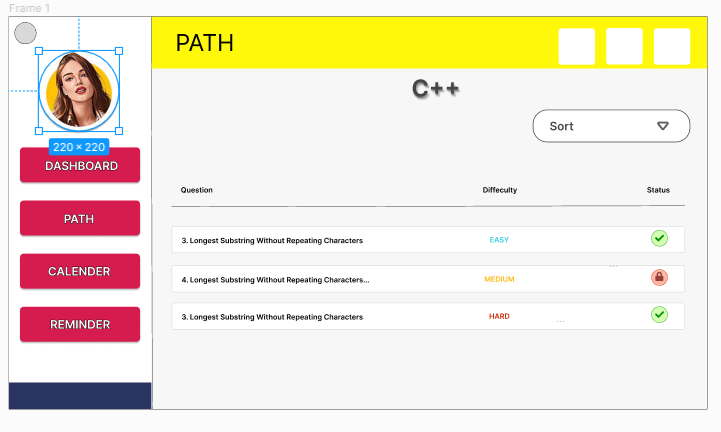 Frame 1
PATH
C++
220 × 220
Sort
DASHBOARD
PATH
CALENDER
REMINDER
Question Diffeculty Status
3. Longest Substring Without Repeating Characters EASY
4. Longest Substring Without Repeating Characters... MEDIUM
3. Longest Substring Without Repeating Characters HARD